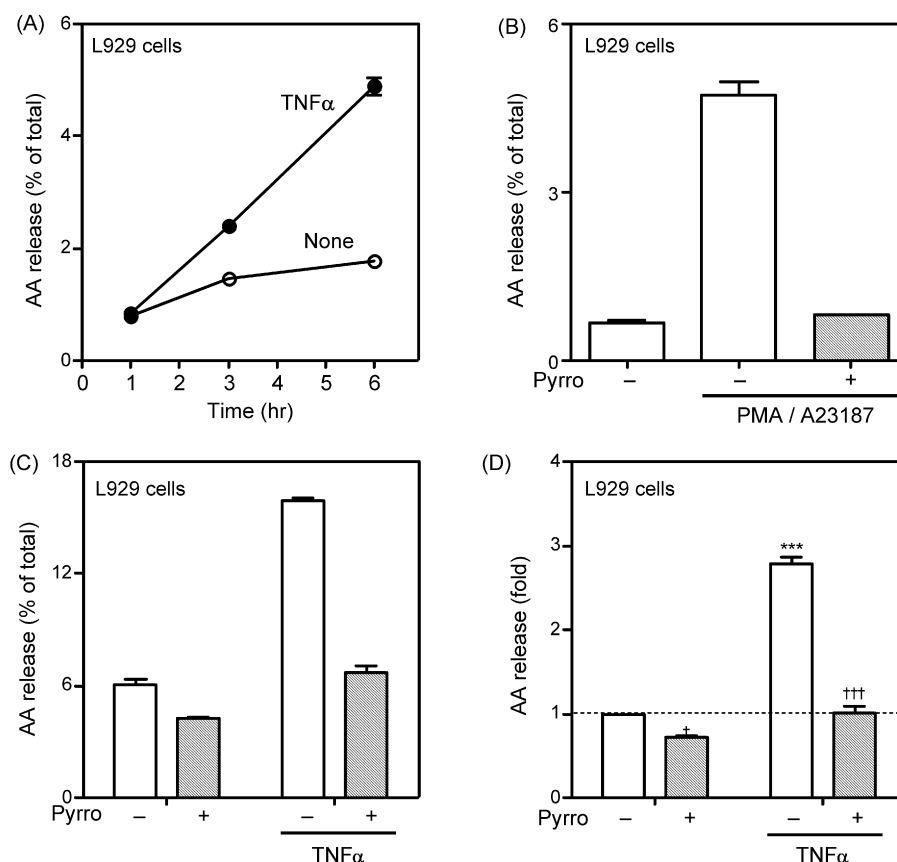 (A)
L929 cells
TNFα
None
AA release (% of total)
6
4
2
0
0 1 2 3 4 5 6
Time (hr)
(B)
L929 cells
AA release (% of total)
6
3
0
Pyrro – – +
PMA / A23187
(C)
L929 cells
AA release (% of total)
18
12
6
0
Pyrro – + – +
TNFα
(D)
L929 cells
AA release (fold)
4
3
2
1
0
***
†
†††
Pyrro – + – +
TNFα